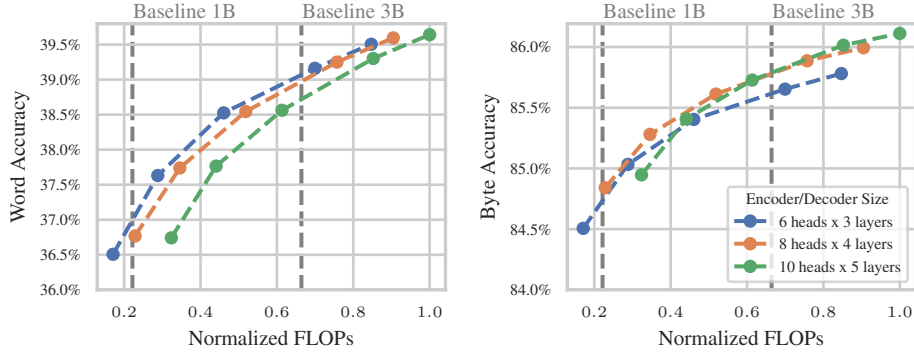 Baseline 1B Baseline 3B
39.5%
39.0%
38.5%
38.0%
37.5%
37.0%
36.5%
36.0%
Word Accuracy
0.2 0.4 0.6 0.8 1.0
Normalized FLOPs
Baseline 1B Baseline 3B
86.0%
85.5%
85.0%
84.5%
84.0%
Byte Accuracy
Encoder/Decoder Size
6 heads x 3 layers
8 heads x 4 layers
10 heads x 5 layers
0.2 0.4 0.6 0.8 1.0
Normalized FLOPs